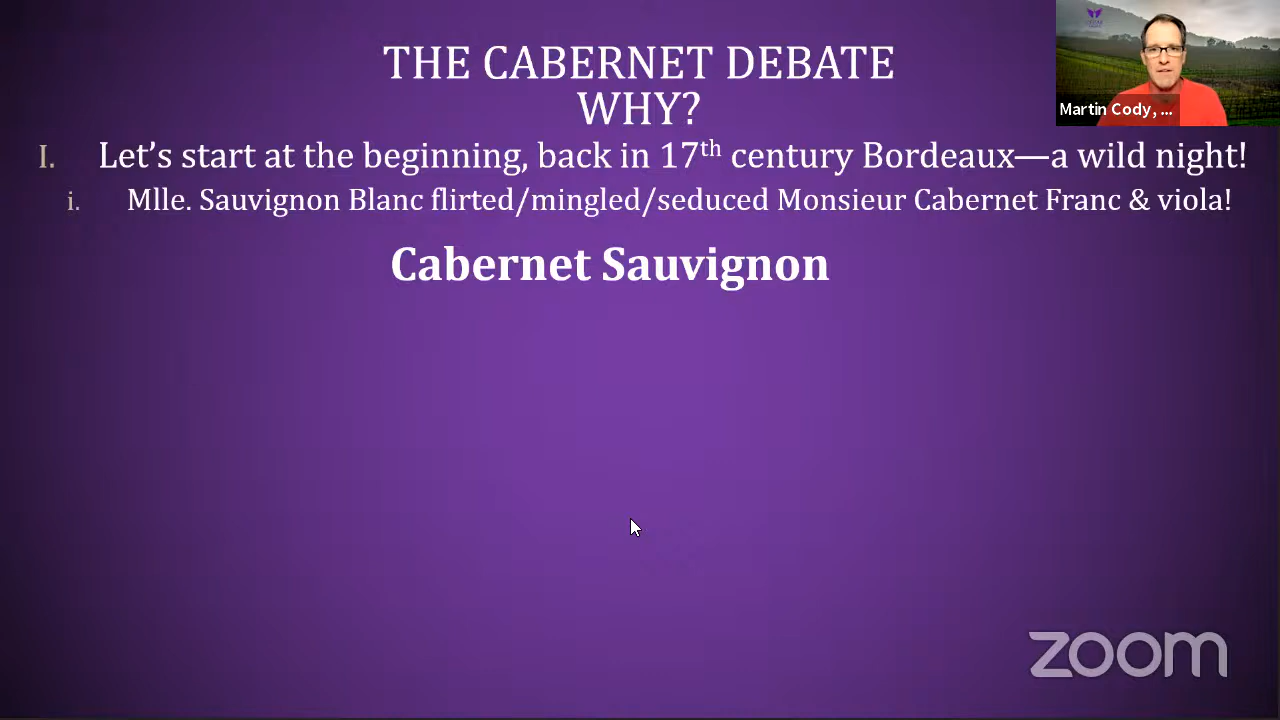 THE CABERNET DEBATE
WHY?
I. Let’s start at the beginning, back in 17th century Bordeaux—a wild night!
i. Mlle. Sauvignon Blanc flirted/mingled/seduced Monsieur Cabernet Franc & viola!
Cabernet Sauvignon
Martin Cody, ...
zoom